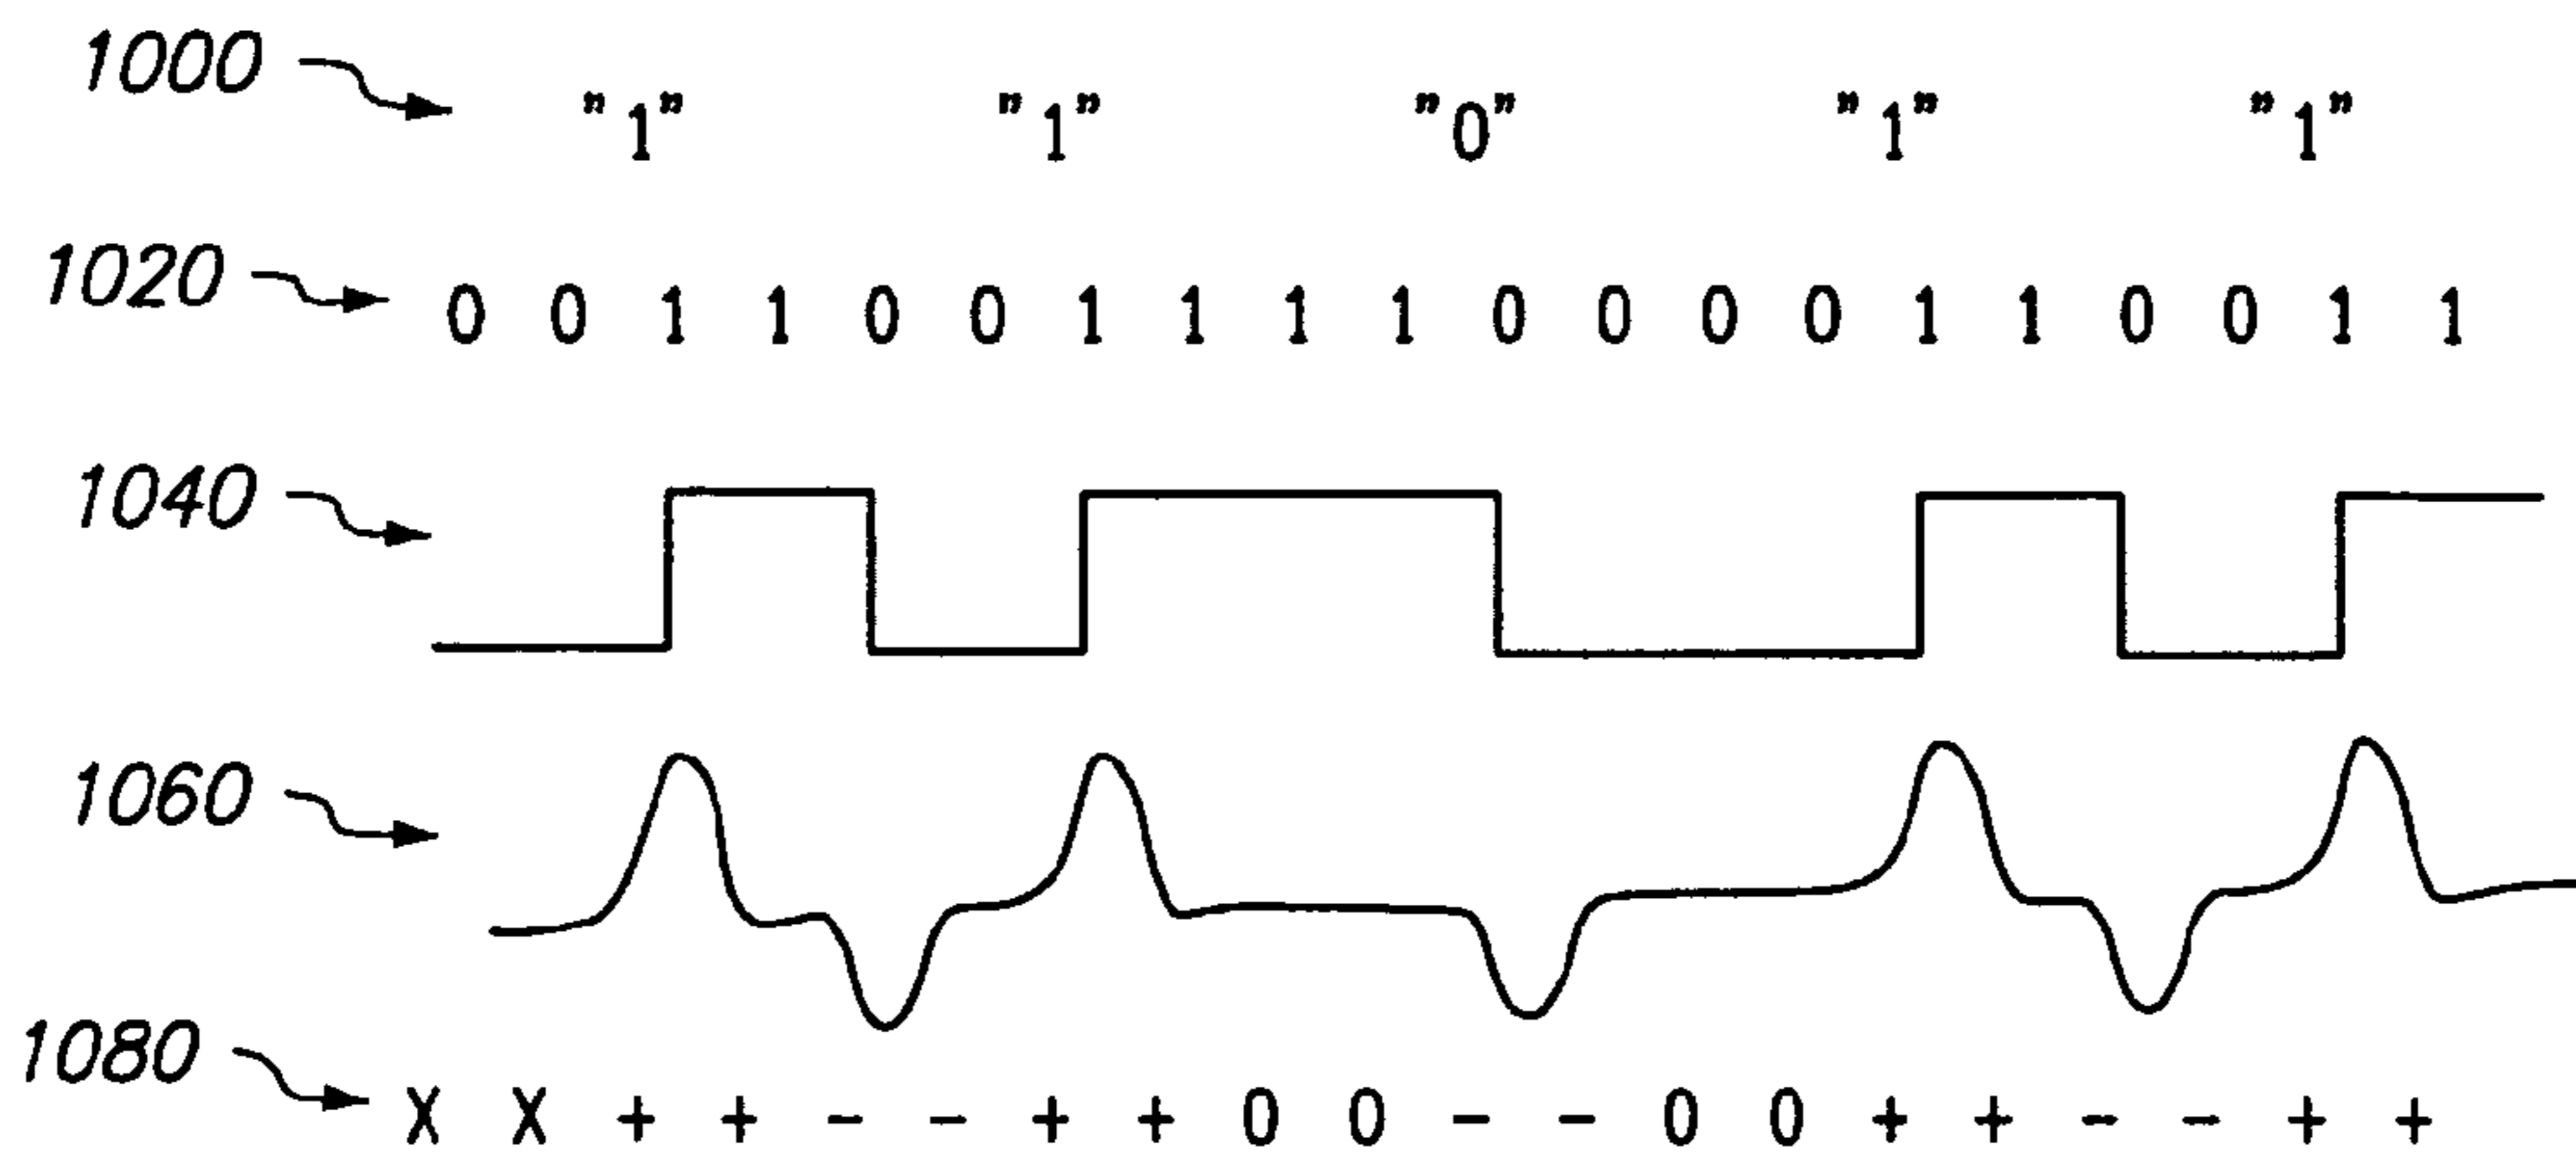 1000 "1" "1" "0" "1" "1"
1020 0 0 1 1 0 0 1 1 1 1 0 0 0 0 1 1 0 0 1 1
1040
1060
1080 X X + + - - + + 0 0 - - 0 0 + + - - + +